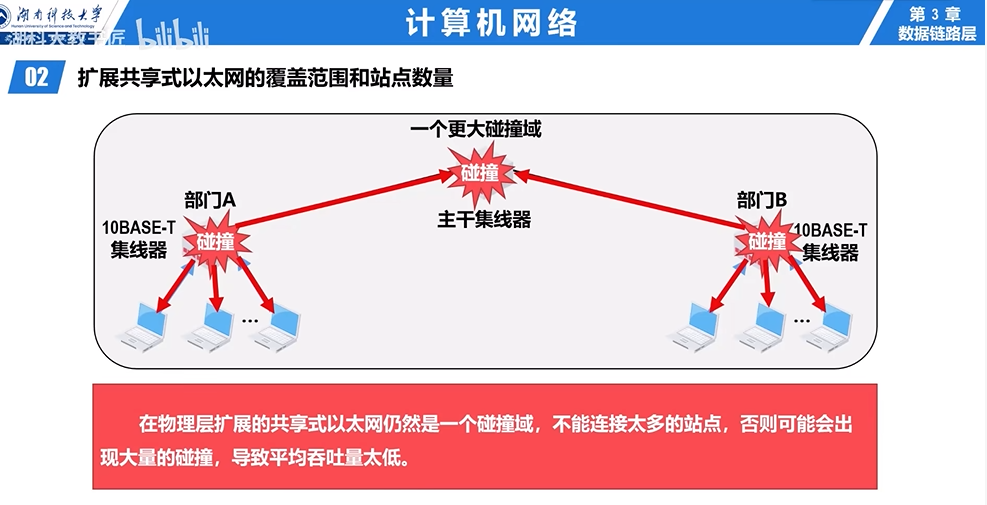 湖南科技大学
Hunan University of Science and Technology
湖科大教书匠 bilibili
计算机网络
第 3 章
数据链路层
02 扩展共享式以太网的覆盖范围和站点数量
一个更大碰撞域
碰撞
主干集线器
部门A
10BASE-T
集线器
碰撞
...
部门B
碰撞
10BASE-T
集线器
...
在物理层扩展的共享式以太网仍然是一个碰撞域，不能连接太多的站点，否则可能会出
现大量的碰撞，导致平均吞吐量太低。